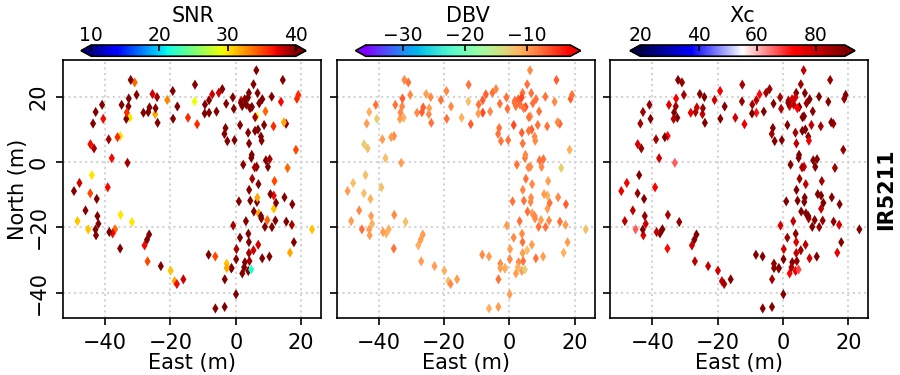 SNR DBV Xc
10 20 30 40 −30 −20 −10 20 40 60 80
20
0
−20
−40
North (m)
IR5211
−40 −20 0 20 −40 −20 0 20 −40 −20 0 20
East (m) East (m) East (m)